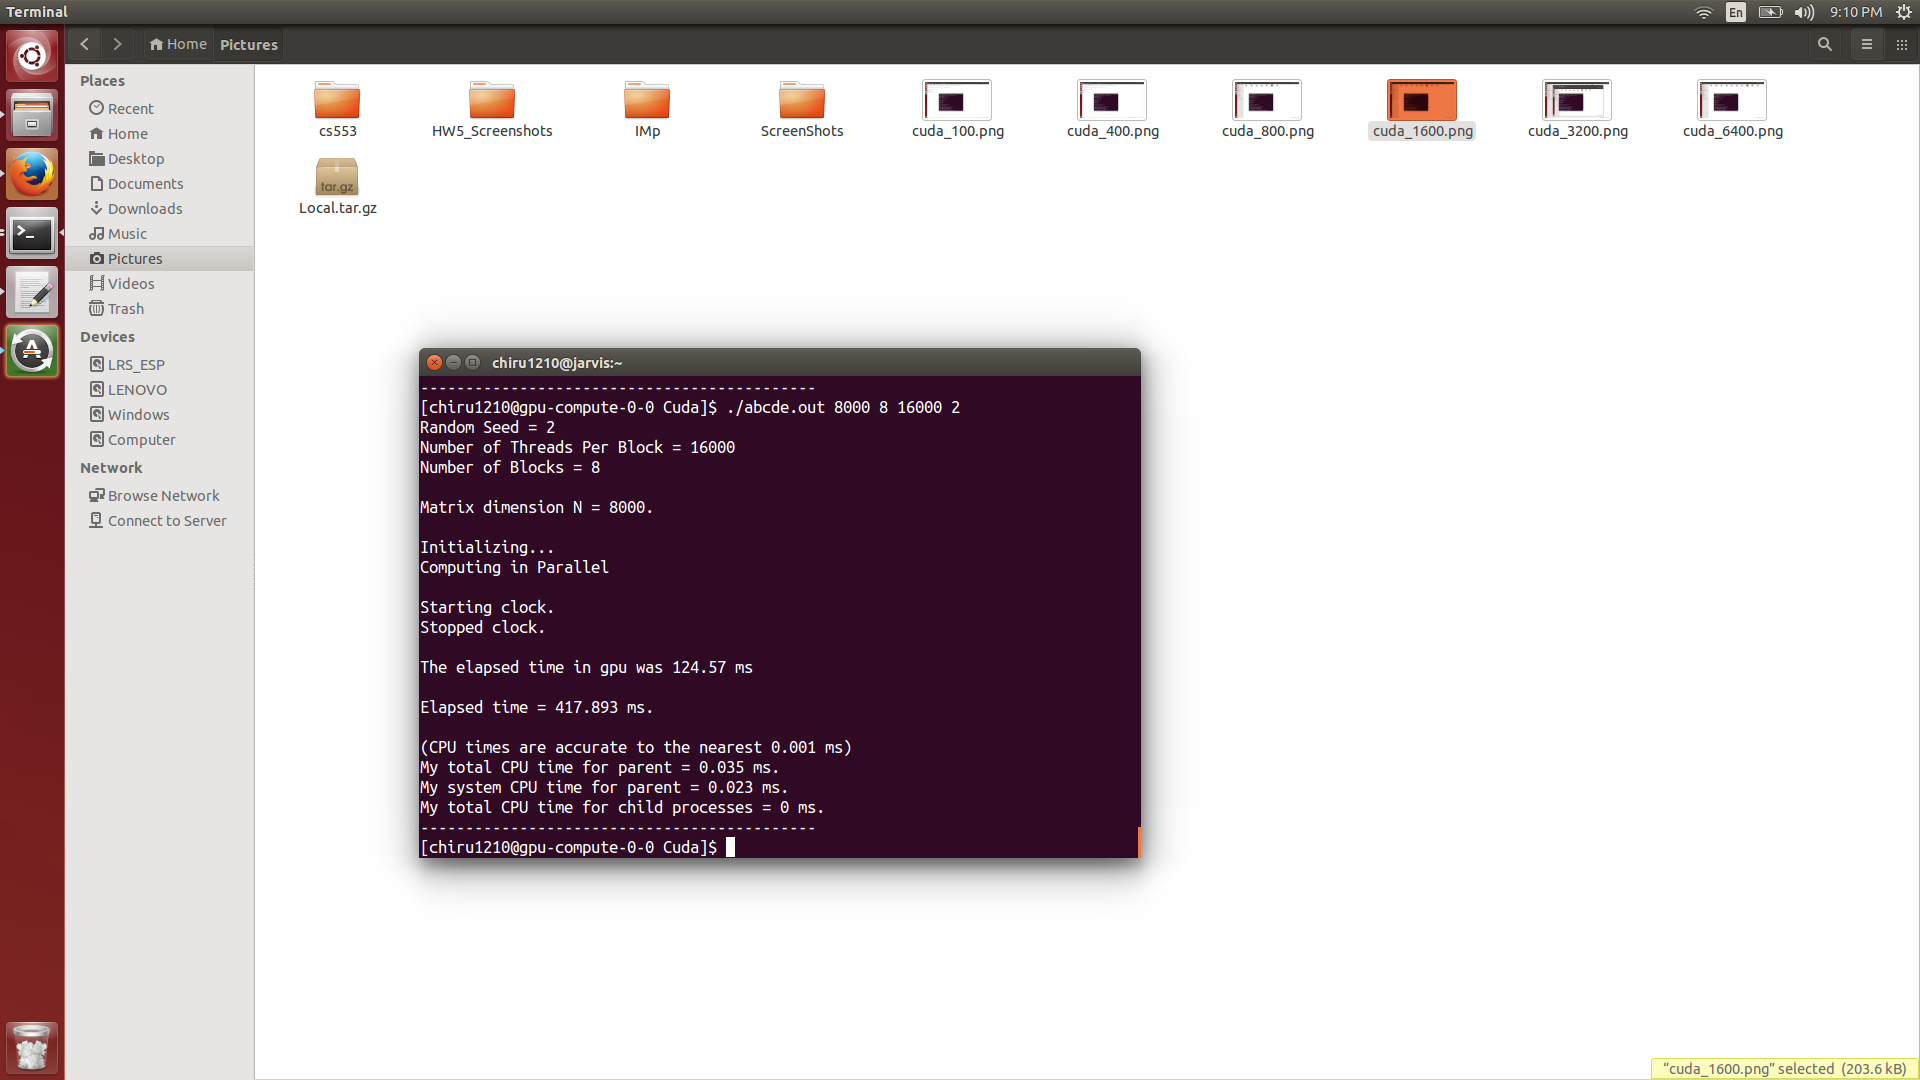 Terminal
En
9:10 PM
Home
Pictures
Places
Recent
Home
Desktop
Documents
Downloads
Music
Pictures
Videos
Trash
Devices
LRS_ESP
LENOVO
Windows
Computer
Network
Browse Network
Connect to Server
cs553
HW5_Screenshots
IMp
ScreenShots
cuda_100.png
cuda_400.png
cuda_800.png
cuda_1600.png
cuda_3200.png
cuda_6400.png
tar.gz
Local.tar.gz
chiru1210@jarvis:~
--------------------------------------------
[chiru1210@gpu-compute-0-0 Cuda]$ ./abcde.out 8000 8 16000 2
Random Seed = 2
Number of Threads Per Block = 16000
Number of Blocks = 8
Matrix dimension N = 8000.
Initializing...
Computing in Parallel
Starting clock.
Stopped clock.
The elapsed time in gpu was 124.57 ms
Elapsed time = 417.893 ms.
(CPU times are accurate to the nearest 0.001 ms)
My total CPU time for parent = 0.035 ms.
My system CPU time for parent = 0.023 ms.
My total CPU time for child processes = 0 ms.
--------------------------------------------
[chiru1210@gpu-compute-0-0 Cuda]$
“cuda_1600.png” selected (203.6 kB)